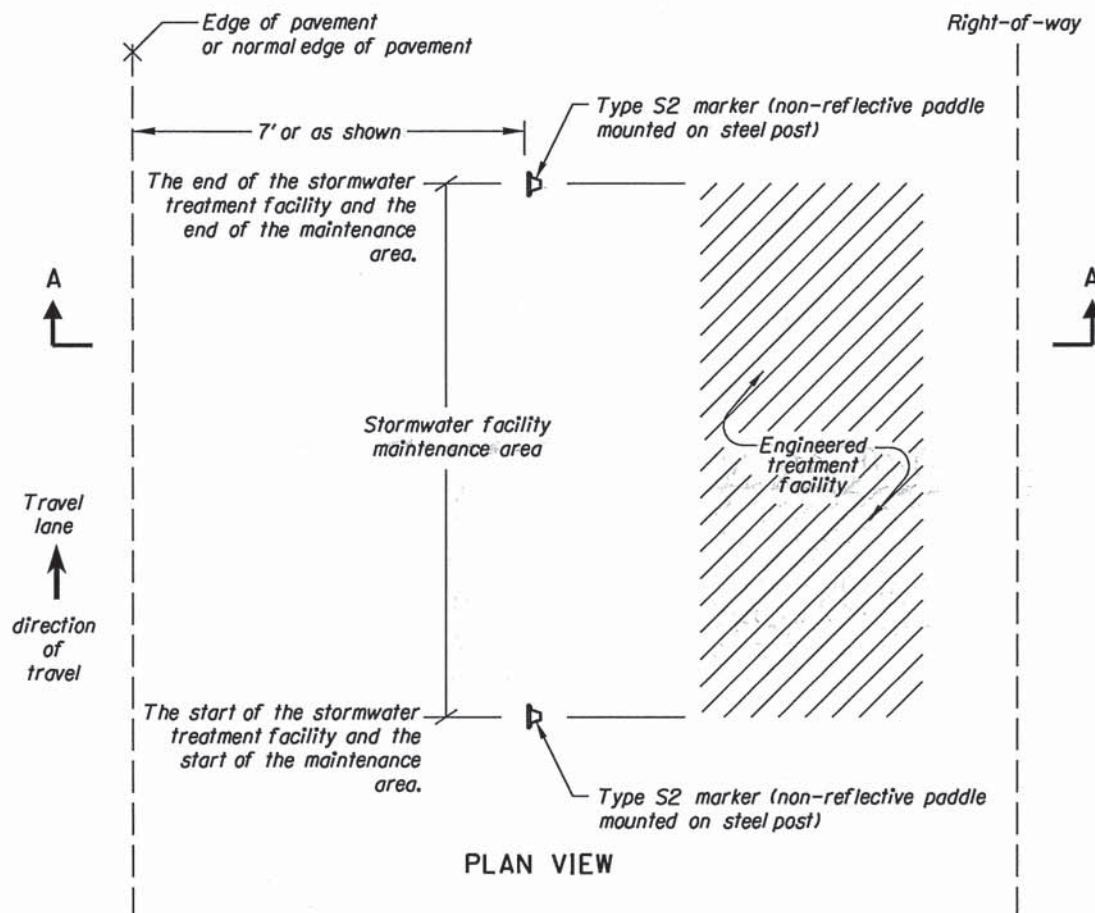 Edge of pavement
or normal edge of pavement
Right-of-way
Type S2 marker (non-reflective paddle
mounted on steel post)
7' or as shown
The end of the stormwater
treatment facility and the
end of the maintenance
area.
A
A
Stormwater facility
maintenance area
Engineered
treatment
facility
Travel
lane
direction
of
travel
The start of the stormwater
treatment facility and the
start of the maintenance
area.
Type S2 marker (non-reflective paddle
mounted on steel post)
PLAN VIEW